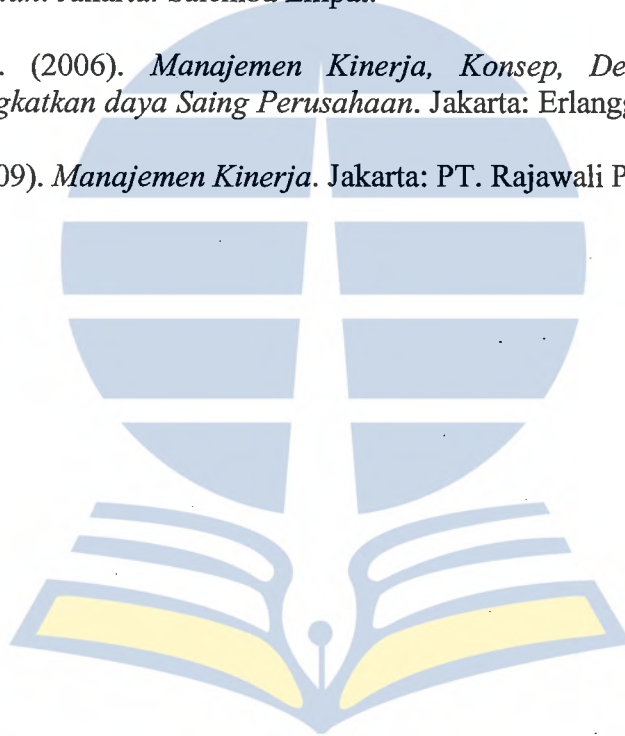 Jakarta: Salemba Empat.
. (2006). Manajemen Kinerja, Konsep, De
gkatkan daya Saing Perusahaan. Jakarta: Erlangg
09). Manajemen Kinerja. Jakarta: PT. Rajawali P